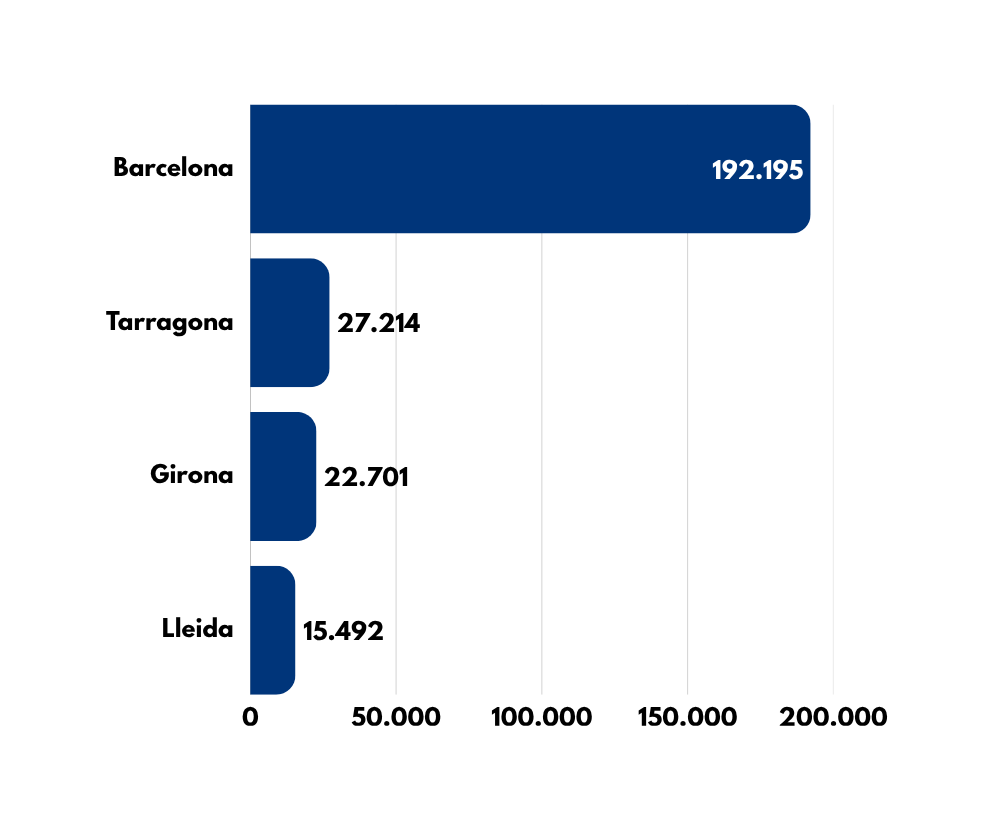 Barcelona 192.195
Tarragona 27.214
Girona 22.701
Lleida 15.492
0 50.000 100.000 150.000 200.000